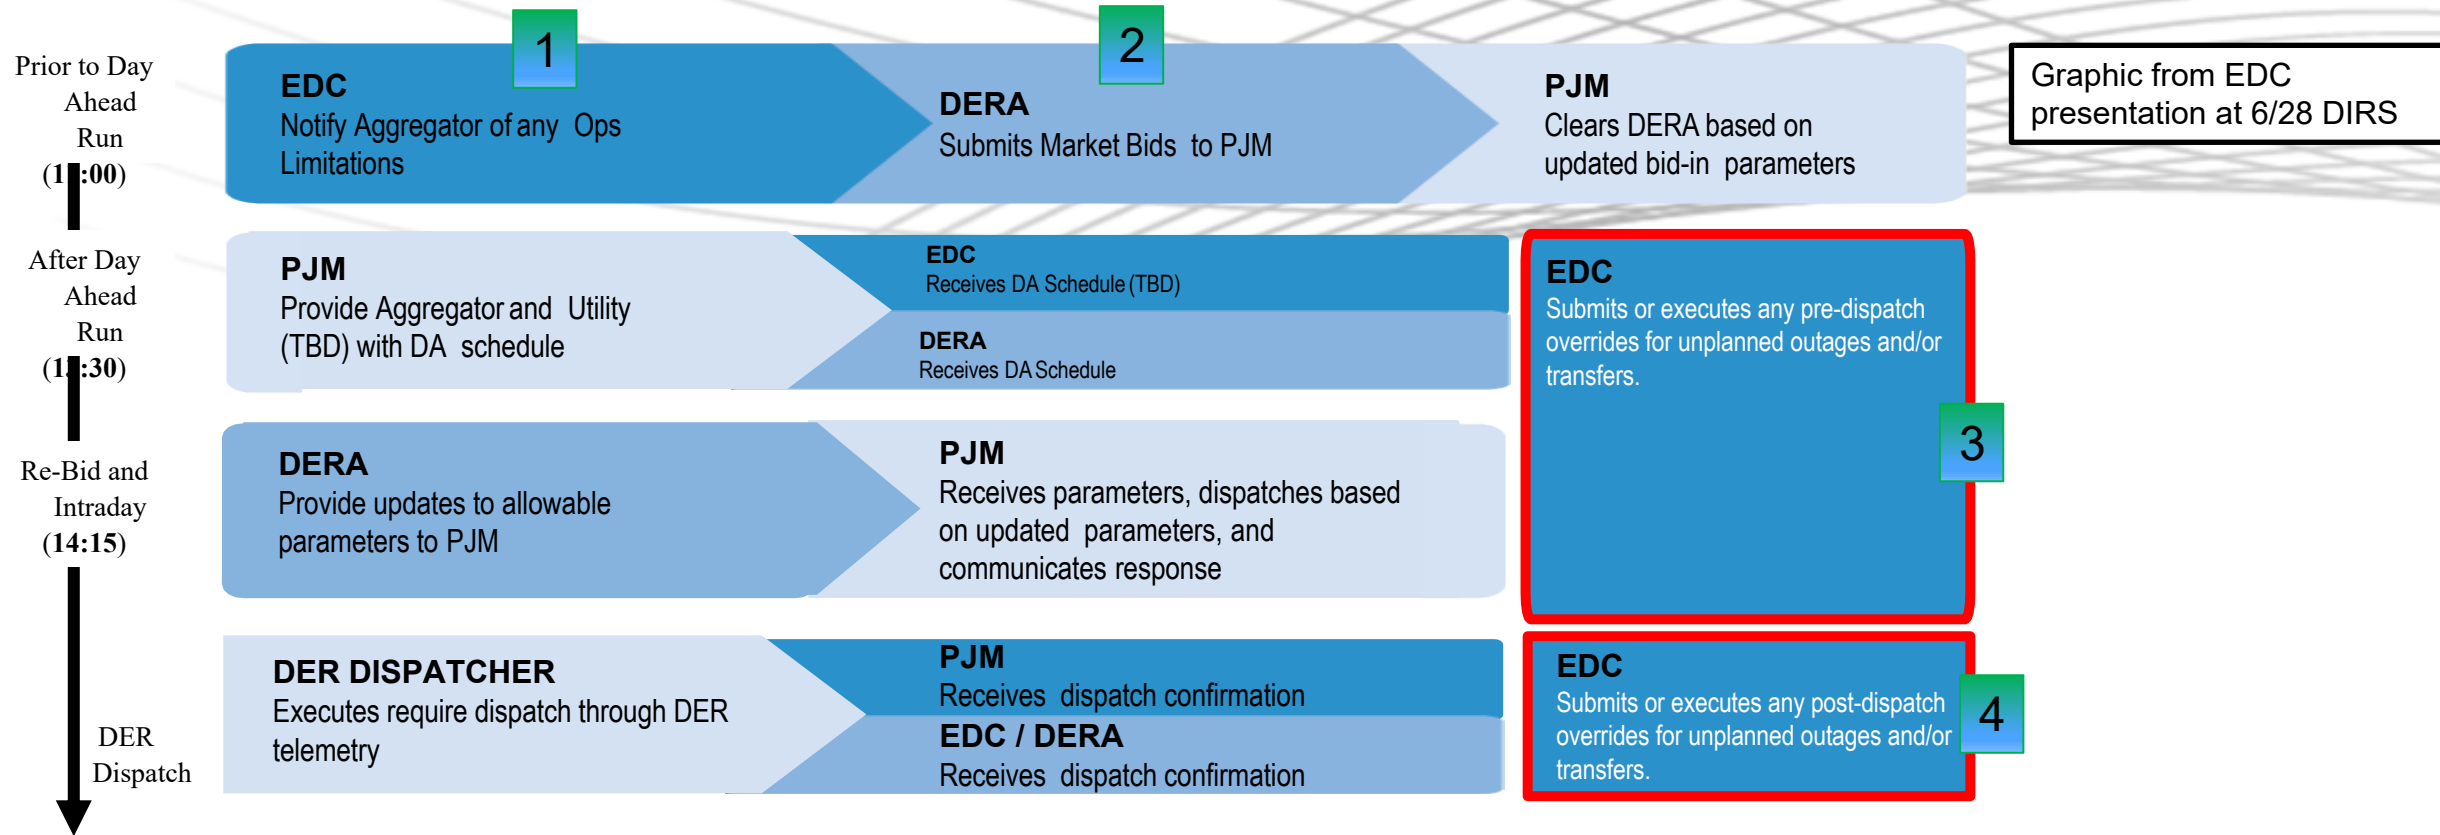 1
2
Prior to Day
Ahead
Run
EDC
Notify Aggregator of any Ops
Limitations
DERA
Submits Market Bids to PJM
PJM
Clears DERA based on
updated bid-in parameters
Graphic from EDC
presentation at 6/28 DIRS
After Day
Ahead
Run
PJM
Provide Aggregator and Utility
(TBD) with DA schedule
EDC
Receives DA Schedule (TBD)
DERA
Receives DA Schedule
EDC
Submits or executes any pre-dispatch
overrides for unplanned outages and/or
transfers.
3
Re-Bid and
Intraday
(14:15)
DERA
Provide updates to allowable
parameters to PJM
PJM
Receives parameters, dispatches based
on updated parameters, and
communicates response
DER
Dispatch
DER DISPATCHER
Executes require dispatch through DER
telemetry
PJM
Receives dispatch confirmation
EDC / DERA
Receives dispatch confirmation
EDC
Submits or executes any post-dispatch
overrides for unplanned outages and/or
transfers.
4